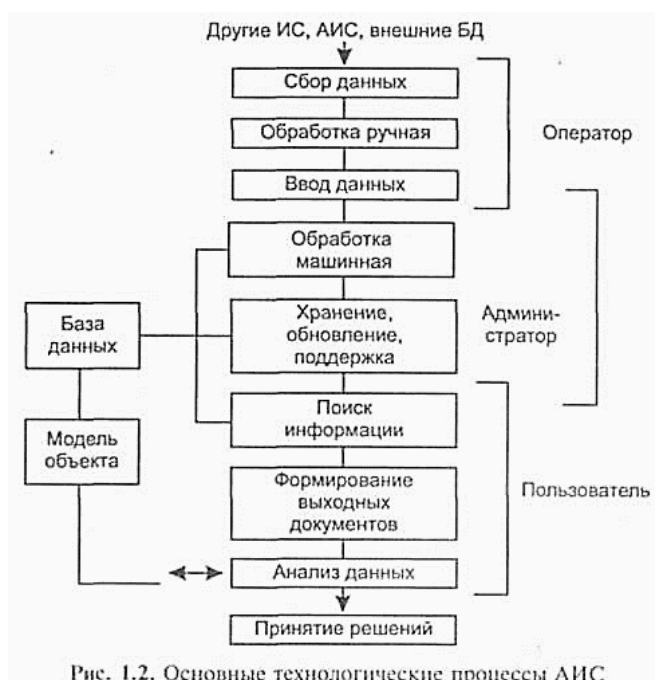 Другие ИС, АИС, внешние БД
Сбор данных
Обработка ручная
Оператор
Ввод данных
Обработка
машинная
База
данных
Хранение,
обновление,
поддержка
Админи-
стратор
Поиск
информации
Модель
объекта
Формирование
выходных
документов
Пользователь
Анализ данных
Принятие решений
Рис. 1.2. Основные технологические процессы АИС